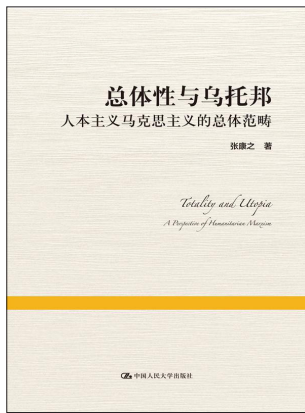 总体性与乌托邦
人本主义马克思主义的总体范畴
张康之 著
Totality and Utopia
A Perspective of Humanitarian Marxism
中国人民大学出版社